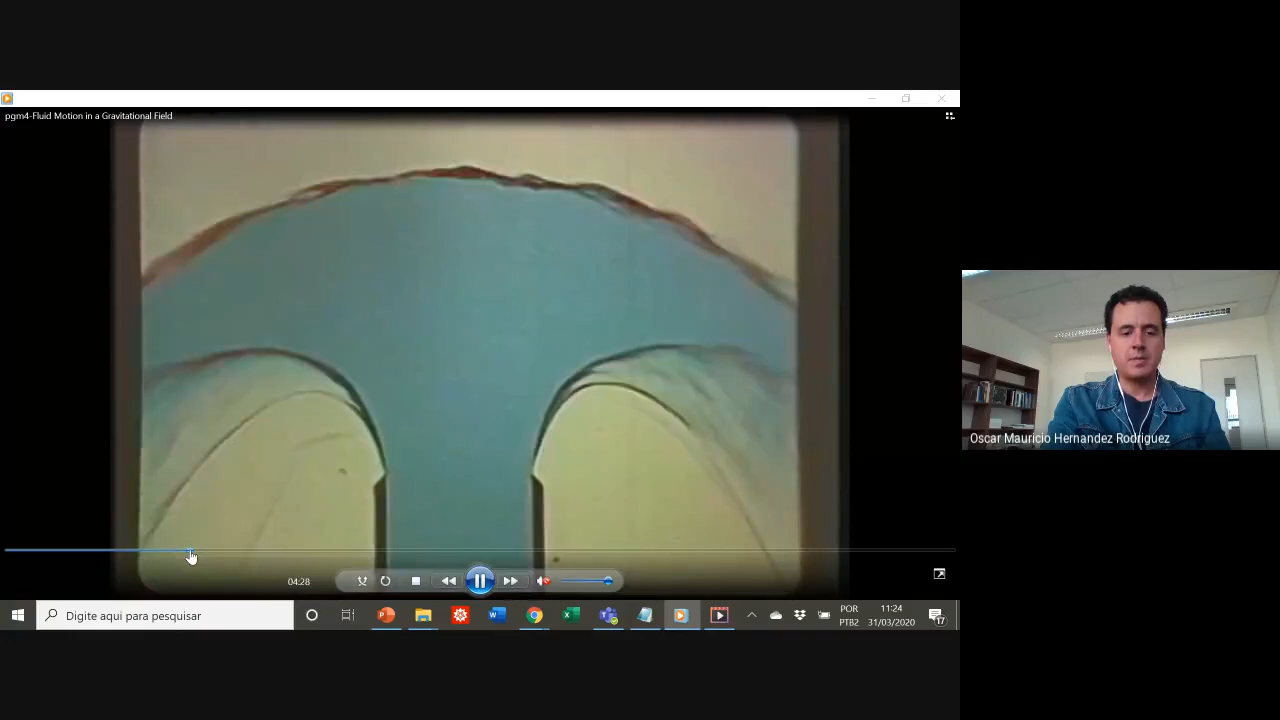 pgm4-Fluid Motion in a Gravitational Field
Oscar Mauricio Hernandez Rodriguez
04:28
Digite aqui para pesquisar
POR
PTB2
11:24
31/03/2020
17